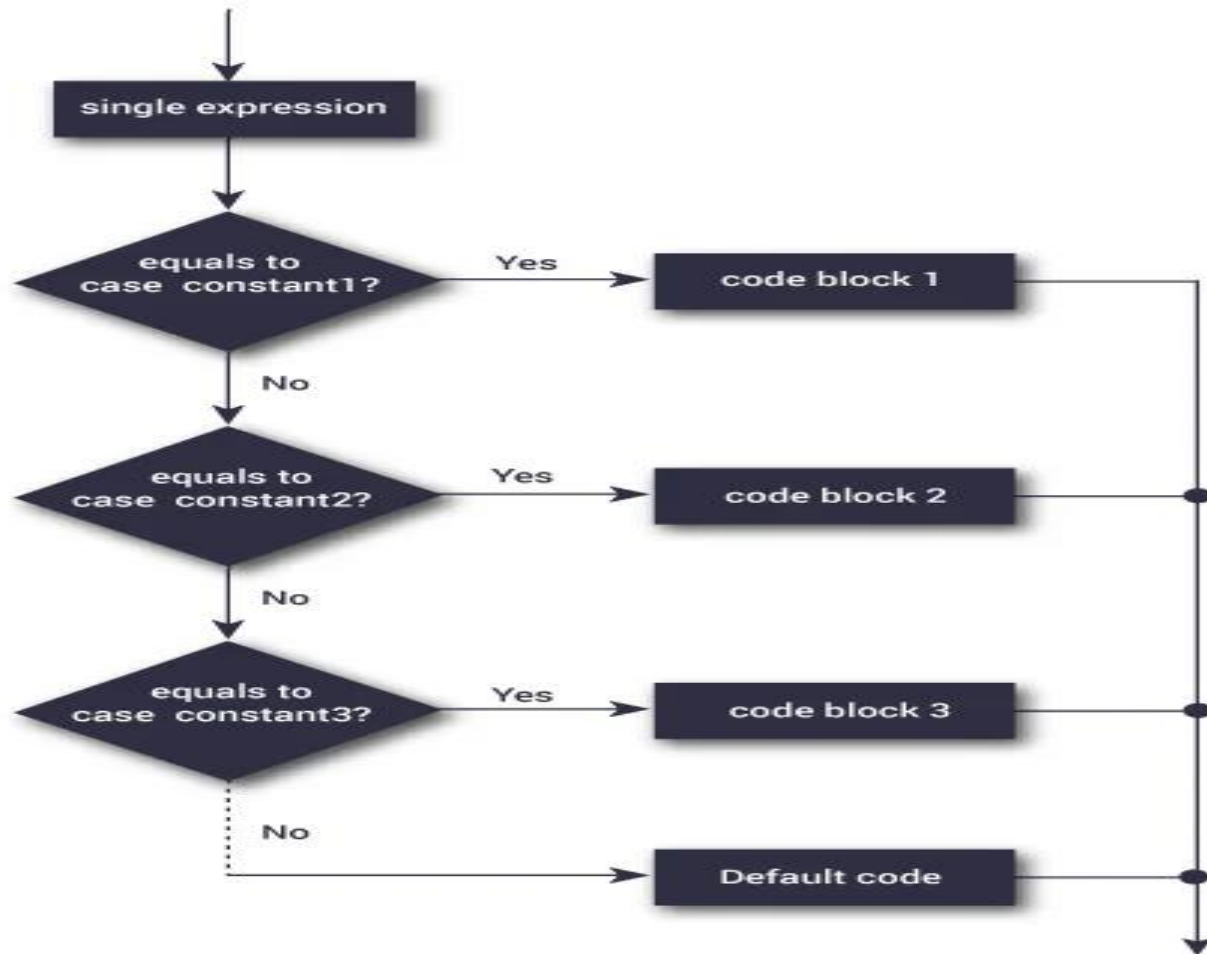 single expression
equals to
case constant1?
Yes
code block 1
No
equals to
case constant2?
Yes
code block 2
No
equals to
case constant3?
Yes
code block 3
No
Default code